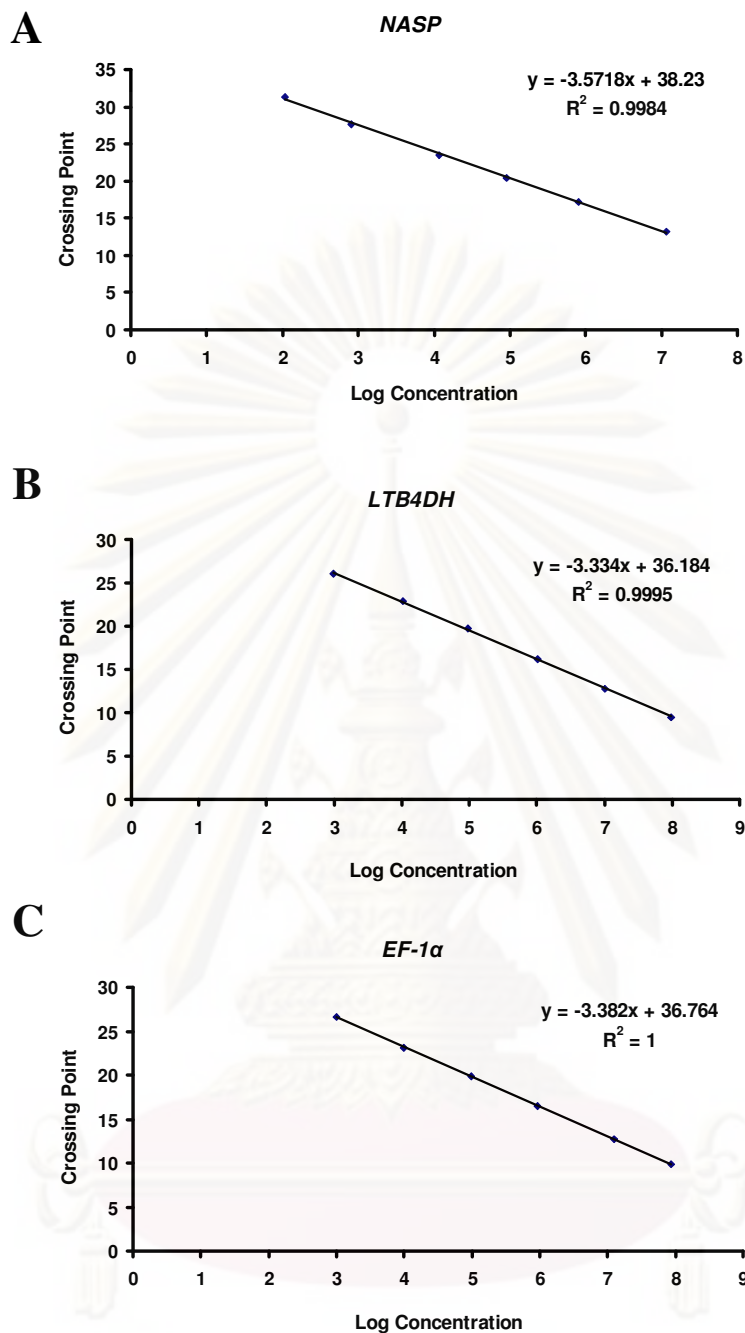 A
NASP
y = -3.5718x + 38.23
R² = 0.9984
35
30
25
20
15
10
5
0
Crossing Point
0 1 2 3 4 5 6 7 8
Log Concentration
B
LTB4DH
y = -3.334x + 36.184
R² = 0.9995
30
25
20
15
10
5
0
Crossing Point
0 1 2 3 4 5 6 7 8 9
Log Concentration
C
EF-1α
y = -3.382x + 36.764
R² = 1
30
25
20
15
10
5
0
Crossing Point
0 1 2 3 4 5 6 7 8 9
Log Concentration